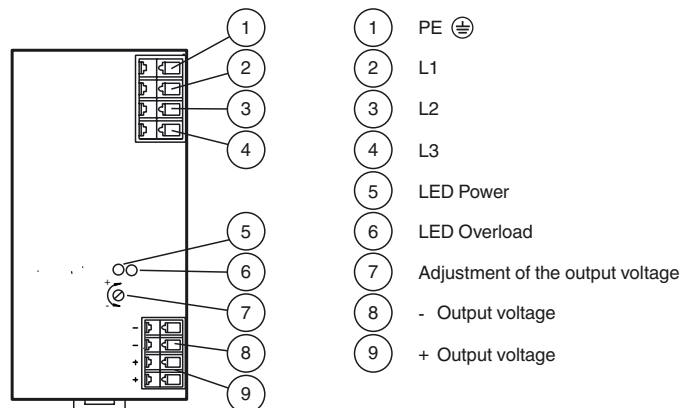 1 PE
2 L1
3 L2
4 L3
5 LED Power
6 LED Overload
7 Adjustment of the output voltage
8 - Output voltage
9 + Output voltage
1
2
3
4
5
6
7
8
9
+
-
-
-
+
+